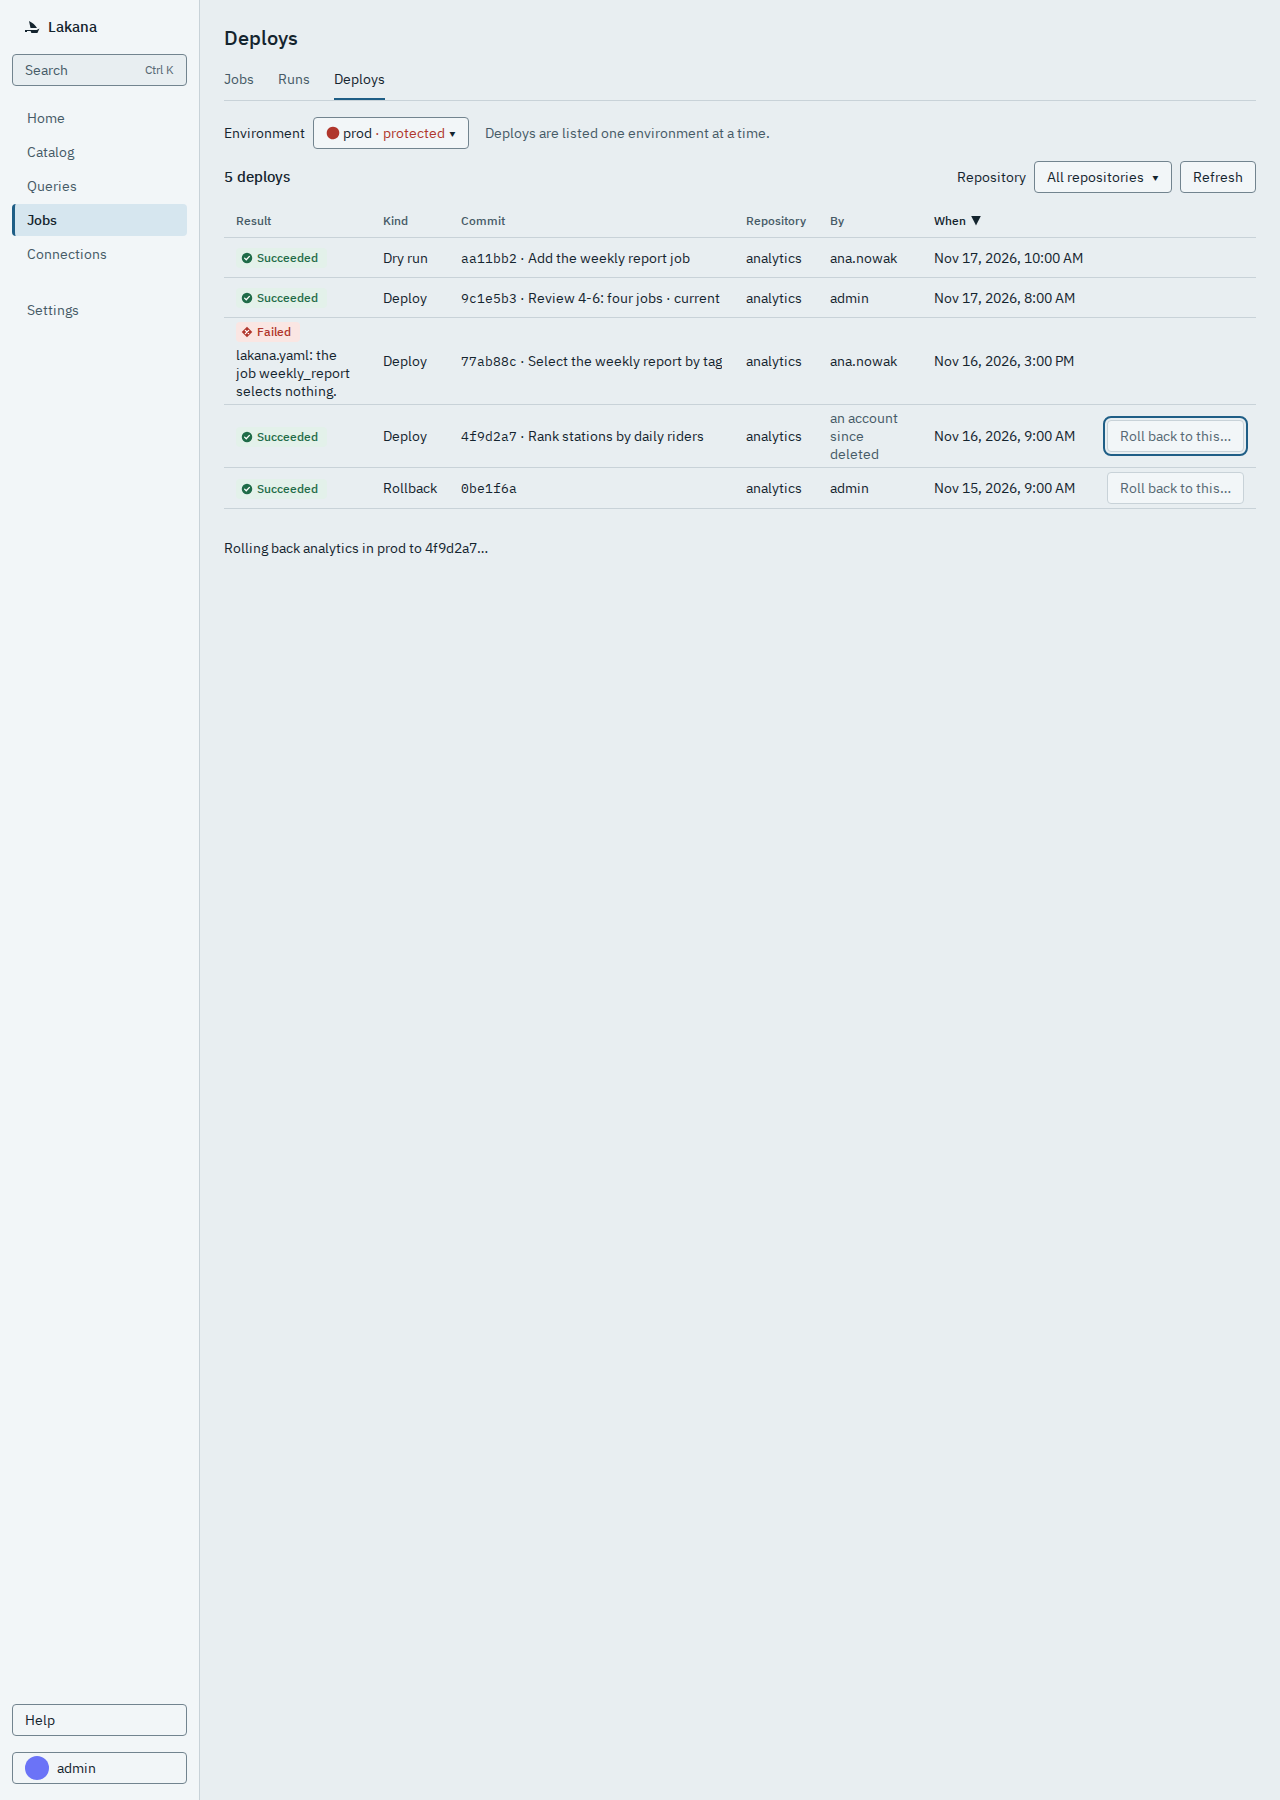 Lakana
Search Ctrl K
Home
Catalog
Queries
Jobs
Connections
Settings
Help
admin
Deploys
Jobs Runs Deploys
Environment prod · protected ▾ Deploys are listed one environment at a time.
5 deploys Repository All repositories ▾ Refresh
Result Kind Commit Repository By When ▼
Succeeded Dry run aa11bb2 · Add the weekly report job analytics ana.nowak Nov 17, 2026, 10:00 AM
Succeeded Deploy 9c1e5b3 · Review 4-6: four jobs · current analytics admin Nov 17, 2026, 8:00 AM
Failed
lakana.yaml: the
job weekly_report
selects nothing.
Deploy 77ab88c · Select the weekly report by tag analytics ana.nowak Nov 16, 2026, 3:00 PM
Succeeded Deploy 4f9d2a7 · Rank stations by daily riders analytics
an account
since
deleted
Nov 16, 2026, 9:00 AM Roll back to this...
Succeeded Rollback 0be1f6a analytics admin Nov 15, 2026, 9:00 AM Roll back to this...
Rolling back analytics in prod to 4f9d2a7...